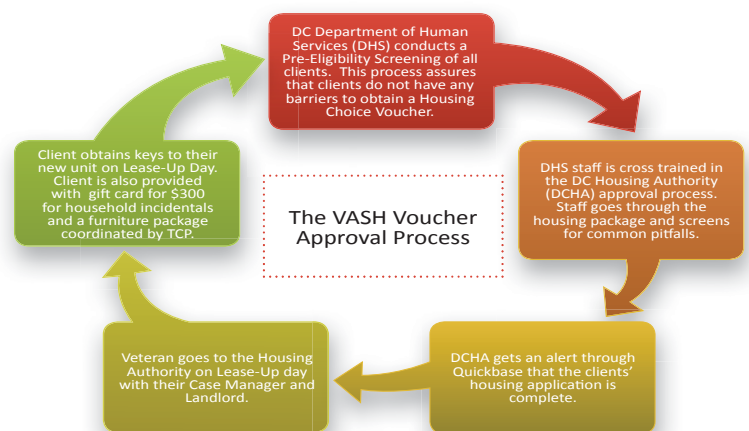 DC Department of Human
Services (DHS) conducts a
Pre-Eligibility Screening of all
clients.  This process assures
that clients do not have any
barriers to obtain a Housing
Choice Voucher.
DHS staff is cross trained in
the DC Housing Authority
(DCHA) approval process.
Staff goes through the
housing package and screens
for common pitfalls.
DCHA gets an alert through
Quickbase that the clients’
housing application is
complete.
Veteran goes to the Housing
Authority on Lease-Up day
with their Case Manager and
Landlord.
Client obtains keys to their
new unit on Lease-Up Day.
Client is also provided
with  gift card for $300
for household incidentals
and a furniture package
coordinated by TCP.
The VASH Voucher
Approval Process